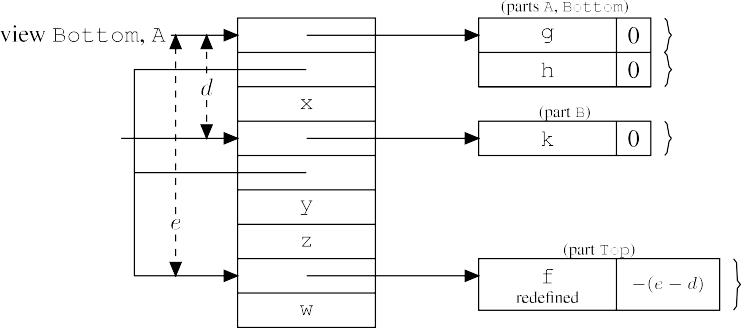 (parts A, Bottom)
view Bottom, A
g 0
d
h 0
x
(part B)
k 0
y
e
z
(part Top)
f
redefined
−(e − d)
w